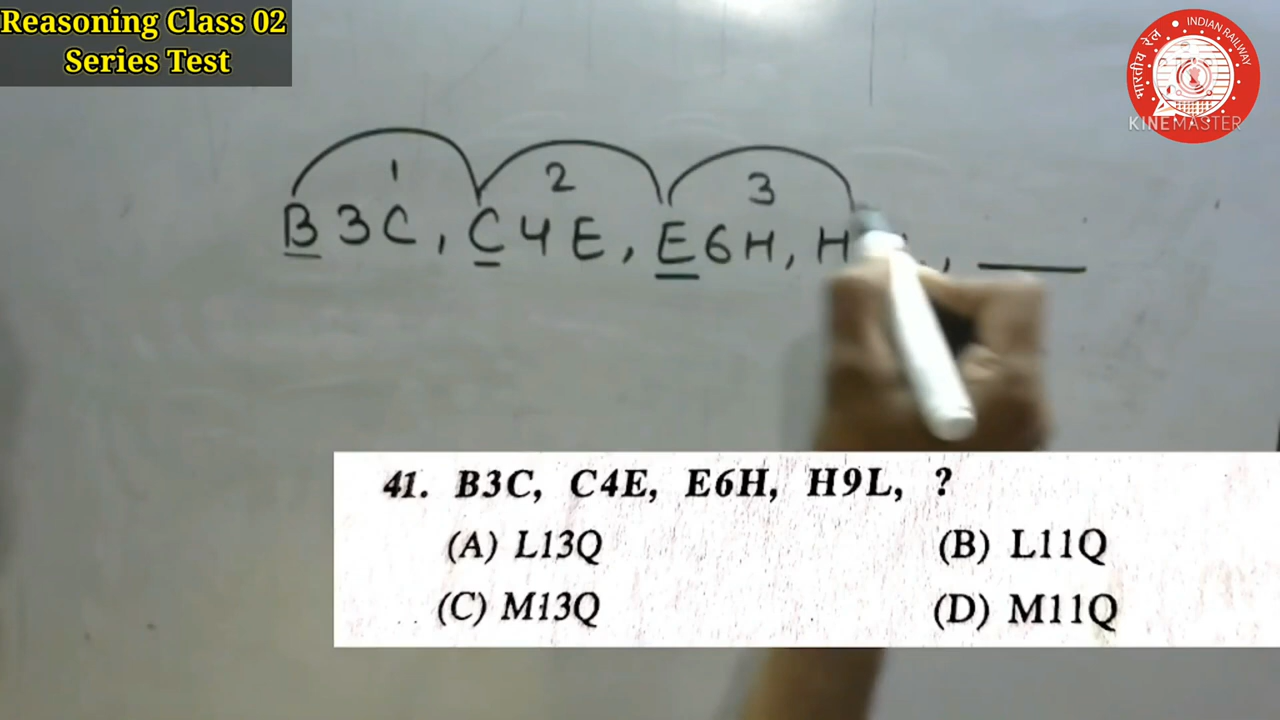 Reasoning Class 02
Series Test
भारतीय रेल • INDIAN RAILWAY
KINEMASTER
1 2 3
B3C, C4E, E6H, H
41. B3C, C4E, E6H, H9L, ?
(A) L13Q (B) L11Q
(C) M13Q (D) M11Q